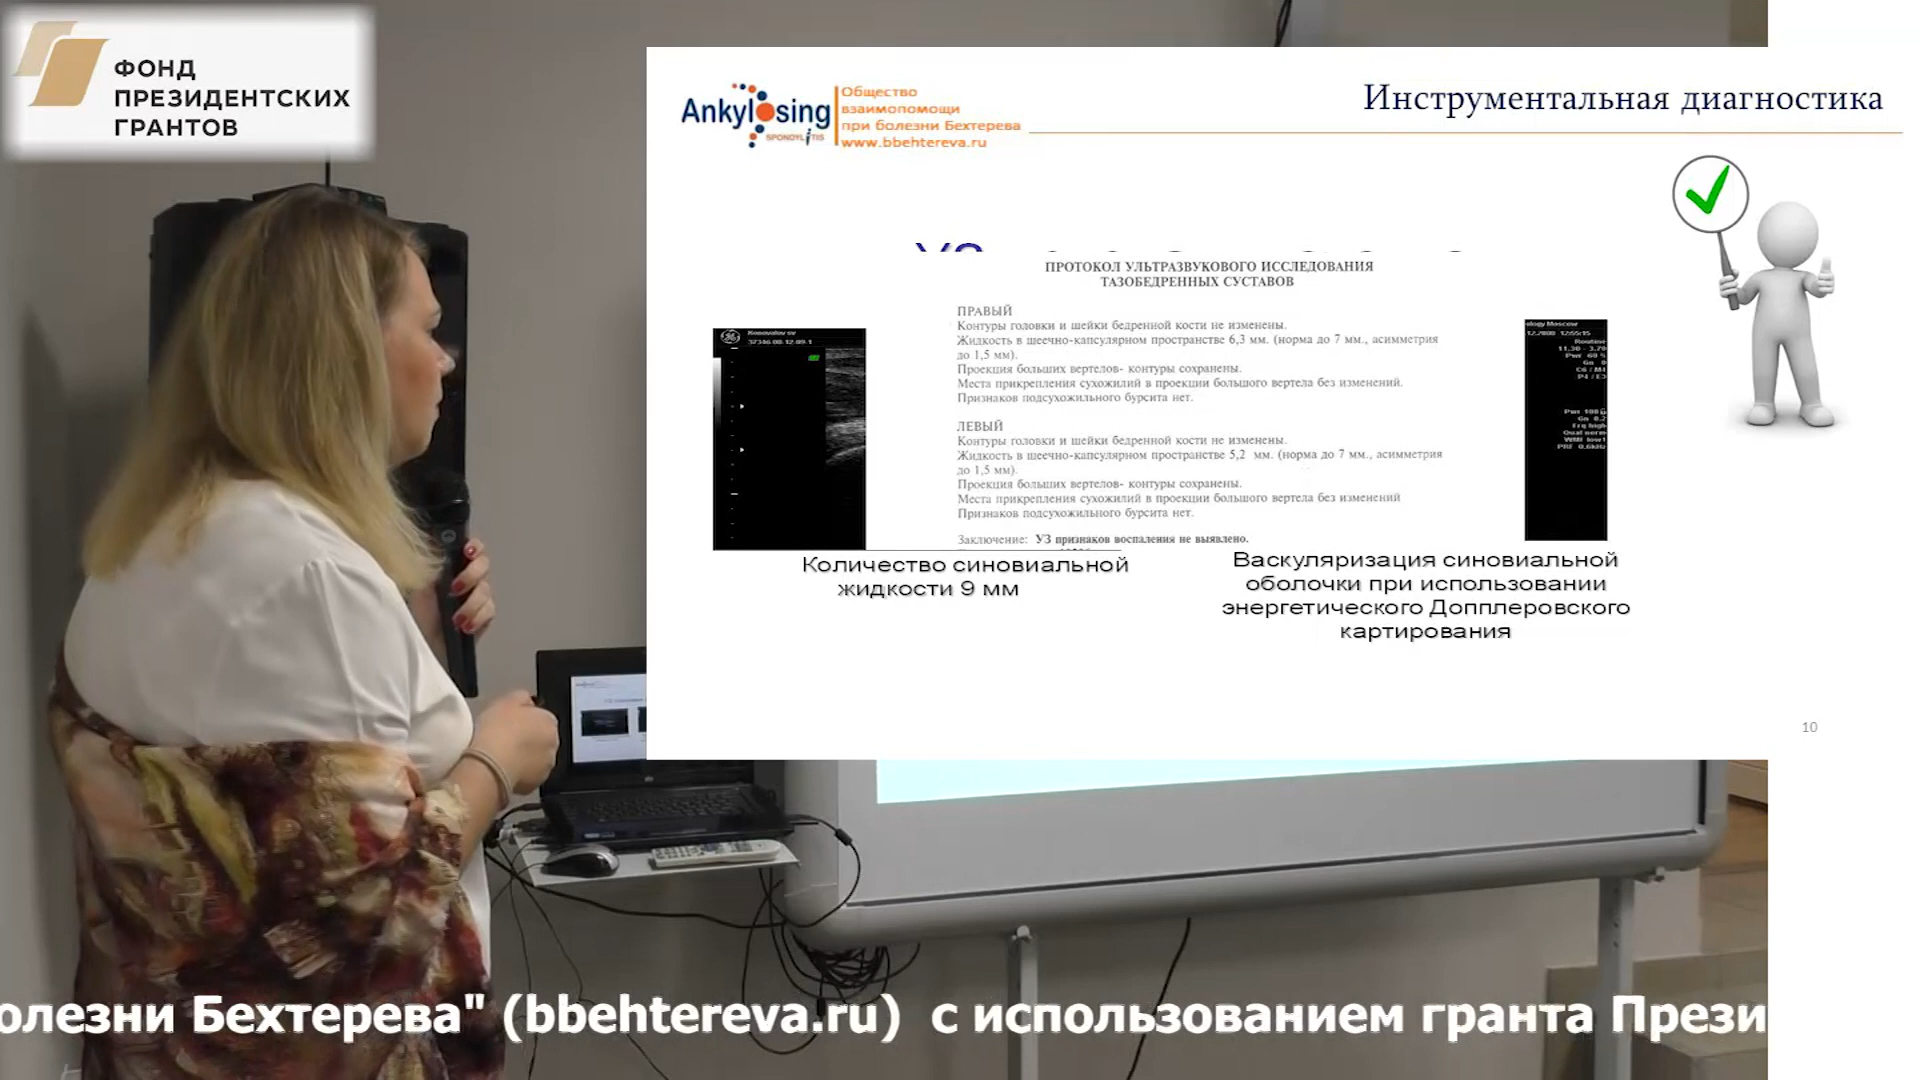 ФОНД
ПРЕЗИДЕНТСКИХ
ГРАНТОВ
Ankylosing
SPONDYLITIS
Общество
взаимопомощи
при болезни Бехтерева
www.bbehtereva.ru
Инструментальная диагностика
ПРОТОКОЛ УЛЬТРАЗВУКОВОГО ИССЛЕДОВАНИЯ
ТАЗОБЕДРЕННЫХ СУСТАВОВ
ПРАВЫЙ
Контуры головки и шейки бедренной кости не изменены.
Жидкость в шеечно-капсулярном пространстве 6,3 мм. (норма до 7 мм., асимметрия
до 1,5 мм).
Проекция больших вертелов- контуры сохранены.
Места прикрепления сухожилий в проекции большого вертела без изменений.
Признаков подсухожильного бурсита нет.
ЛЕВЫЙ
Контуры головки и шейки бедренной кости не изменены.
Жидкость в шеечно-капсулярном пространстве 5,2 мм. (норма до 7 мм., асимметрия
до 1,5 мм).
Проекция больших вертелов- контуры сохранены.
Места прикрепления сухожилий в проекции большого вертела без изменений
Признаков подсухожильного бурсита нет.
Заключение: УЗ признаков воспаления не выявлено.
Количество синовиальной
жидкости 9 мм
Васкуляризация синовиальной
оболочки при использовании
энергетического Допплеровского
картирования
10
олезни Бехтерева" (bbehtereva.ru) с использованием гранта Прези